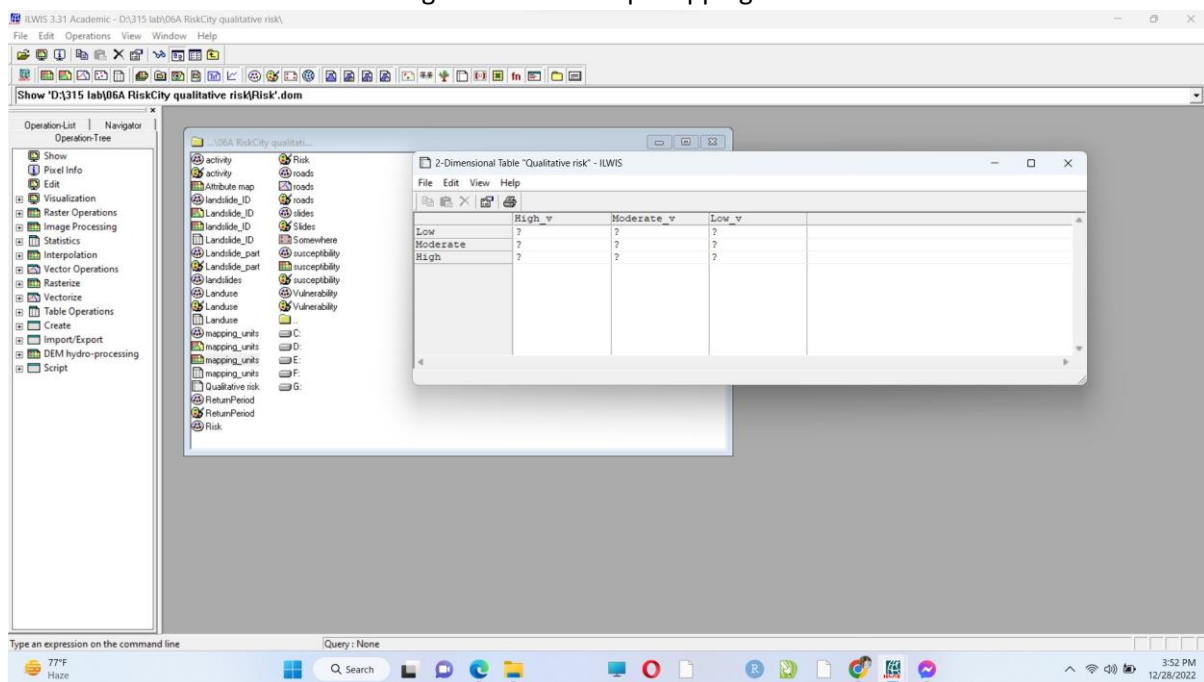 ILWIS 3.31 Academic - D:\315 lab\06A RiskCity qualitative risk\
File Edit Operations View Window Help
Show 'D:\315 lab\06A RiskCity qualitative risk\Risk'.dom
Operation-List Navigator
Operation-Tree
Show
Pixel Info
Edit
Visualization
Raster Operations
Image Processing
Statistics
Interpolation
Vector Operations
Rasterize
Vectorize
Table Operations
Create
Import/Export
DEM hydro-processing
Script
...\06A RiskCity qualitati...
activity
activity
Attribute map
landslide_ID
Landslide_ID
landslide_ID
Landslide_ID
Landslide_part
Landslide_part
landslides
Landuse
Landuse
Landuse
mapping_units
mapping_units
mapping_units
mapping_units
Qualitative risk
ReturnPeriod
ReturnPeriod
Risk
Risk
roads
roads
roads
slides
Slides
Somewhere
susceptibility
susceptibility
susceptibility
Vulnerability
Vulnerability
..
C:
D:
E:
F:
G:
2-Dimensional Table "Qualitative risk" - ILWIS
File Edit View Help
High_v Moderate_v Low_v
Low ? ? ?
Moderate ? ? ?
High ? ? ?
Type an expression on the command line Query : None
77°F
Haze
Search
3:52 PM
12/28/2022